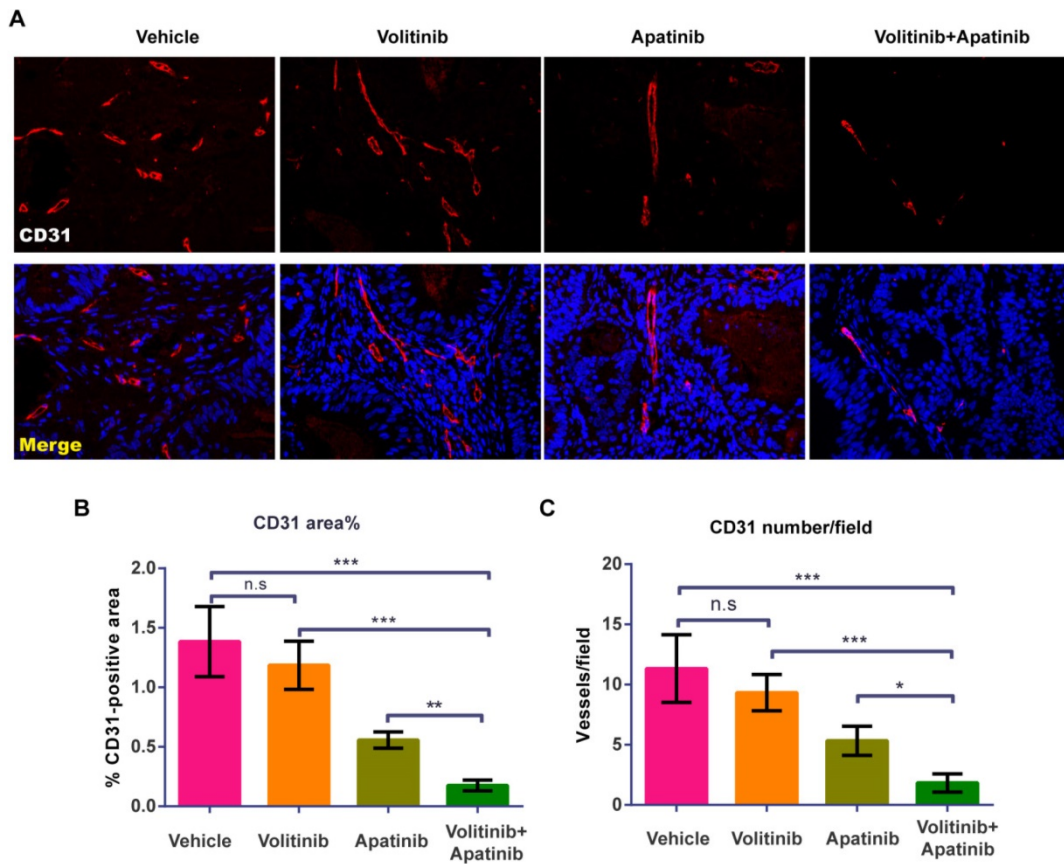 A
Vehicle Volitinib Apatinib Volitinib+Apatinib
CD31
Merge
B
CD31 area%
% CD31-positive area
2.0
1.5
1.0
0.5
0.0
***
n.s
***
**
Vehicle Volitinib Apatinib Volitinib+
Apatinib
C
CD31 number/field
Vessels/field
20
15
10
5
0
***
n.s
***
*
Vehicle Volitinib Apatinib Volitinib+
Apatinib